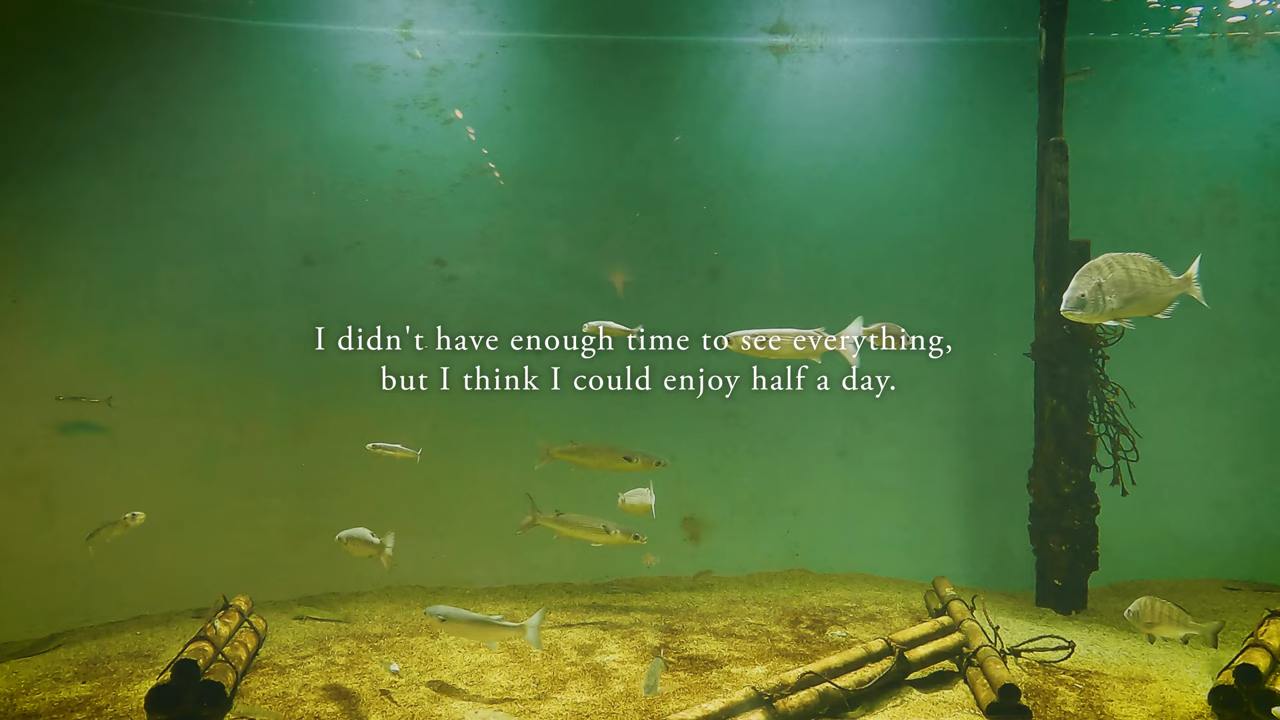 I didn't have enough time to see everything,
but I think I could enjoy half a day.